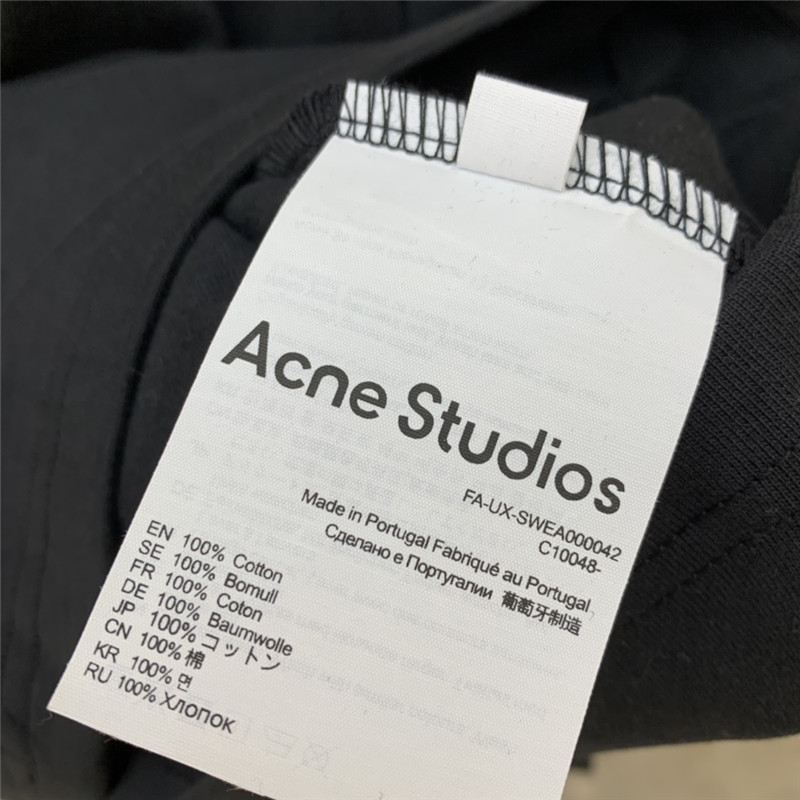 Acne Studios
FA-UX-SWEA000042
C10048-
Made in Portugal Fabriqué au Portugal
Сделано е Португалии 葡萄牙制造
EN 100% Cotton
SE 100% Bomull
FR 100% Coton
DE 100% Baumwolle
JP 100% コットン
CN 100% 棉
KR 100% 면
RU 100% Хлопок